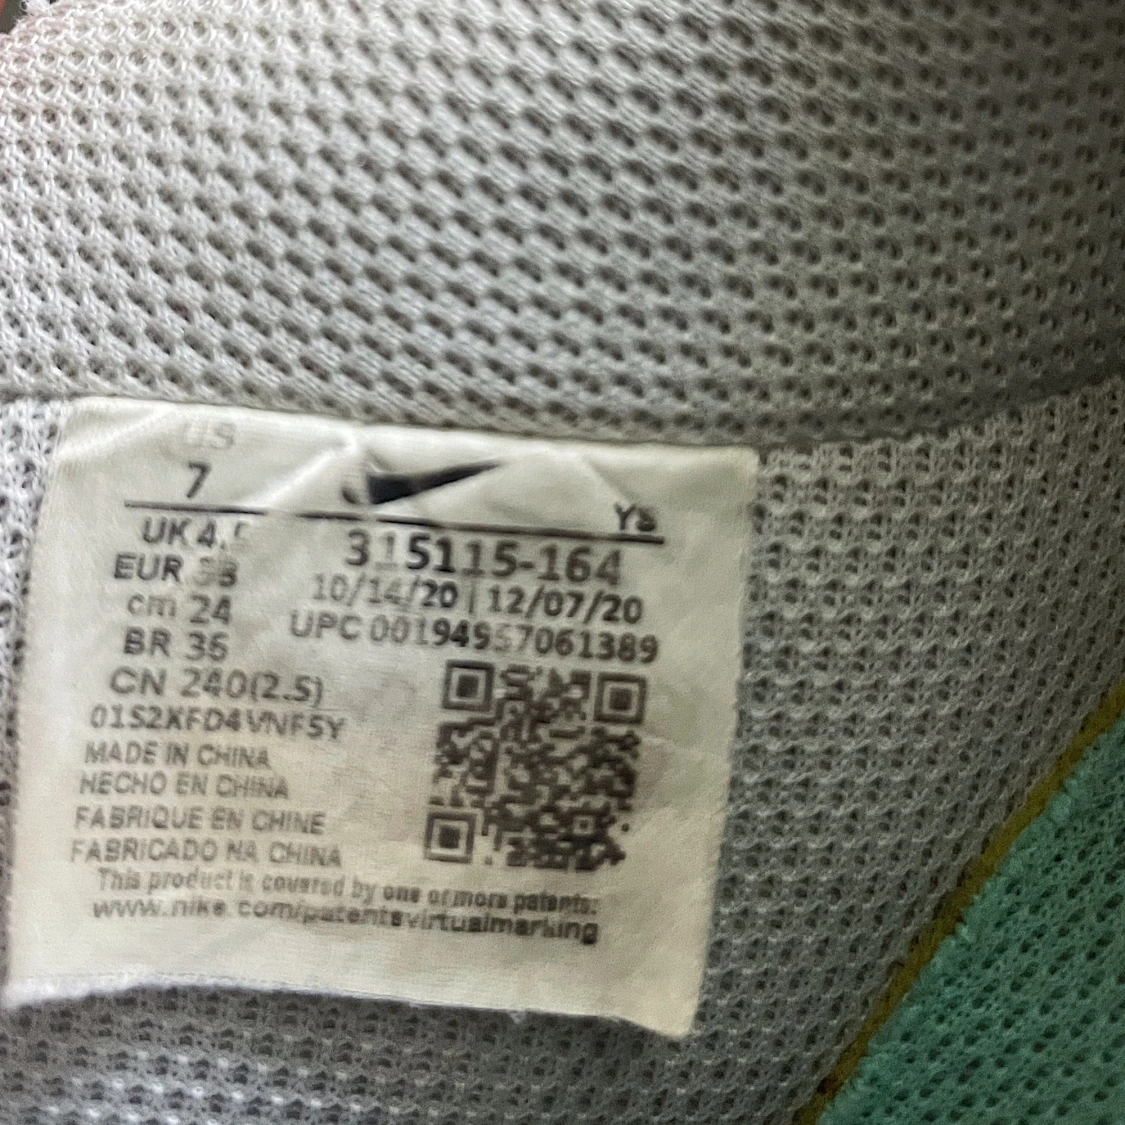 US
7
YS
UK 4.5
EUR 38
cm 24
BR 36
CN 240(2.5)
315115-164
10/14/20 | 12/07/20
UPC 00194957061389
01S2XFD4VNF5Y
MADE IN CHINA
HECHO EN CHINA
FABRIQUE EN CHINE
FABRICADO NA CHINA
This product is covered by one or more patents:
www.nike.com/patentsvirtualmarking